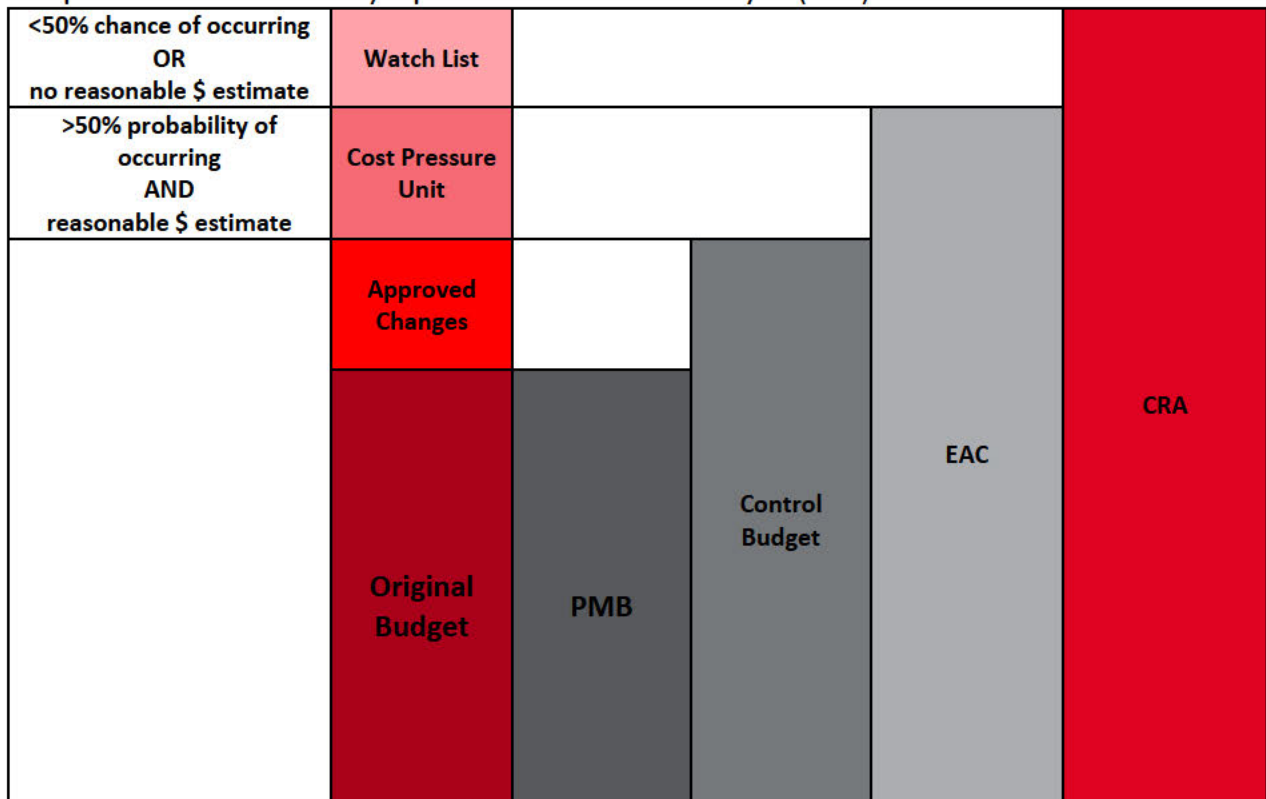 <50% chance of occurring
OR
no reasonable $ estimate
Watch List
>50% probability of
occurring
AND
reasonable $ estimate
Cost Pressure
Unit
Approved
Changes
Original
Budget
PMB
Control
Budget
EAC
CRA